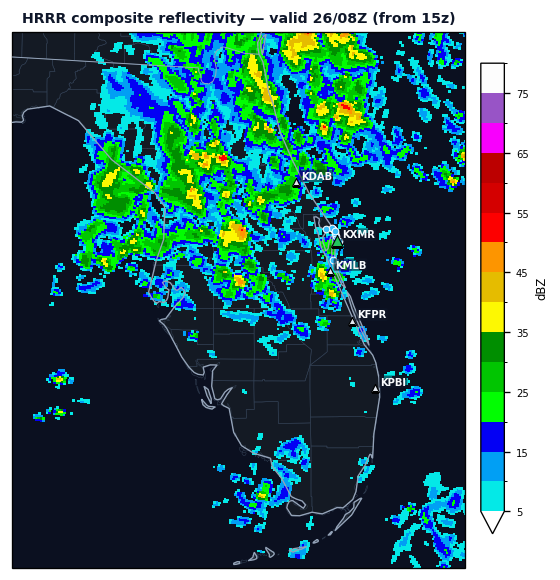 HRRR composite reflectivity — valid 26/08Z (from 15z)
KDAB
KXMR
KMLB
KFPR
KPBI
75
65
55
45
35
25
15
5
dBZ